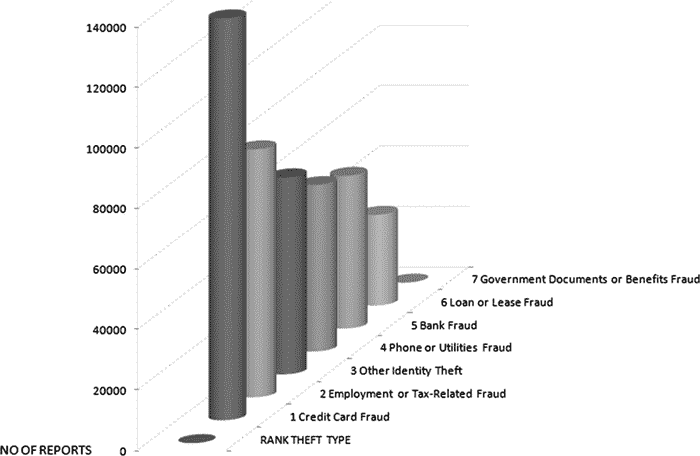 140000
120000
100000
80000
60000
40000
20000
NO OF REPORTS 0
7 Government Documents or Benefits Fraud
6 Loan or Lease Fraud
5 Bank Fraud
4 Phone or Utilities Fraud
3 Other Identity Theft
2 Employment or Tax-Related Fraud
1 Credit Card Fraud
RANK THEFT TYPE